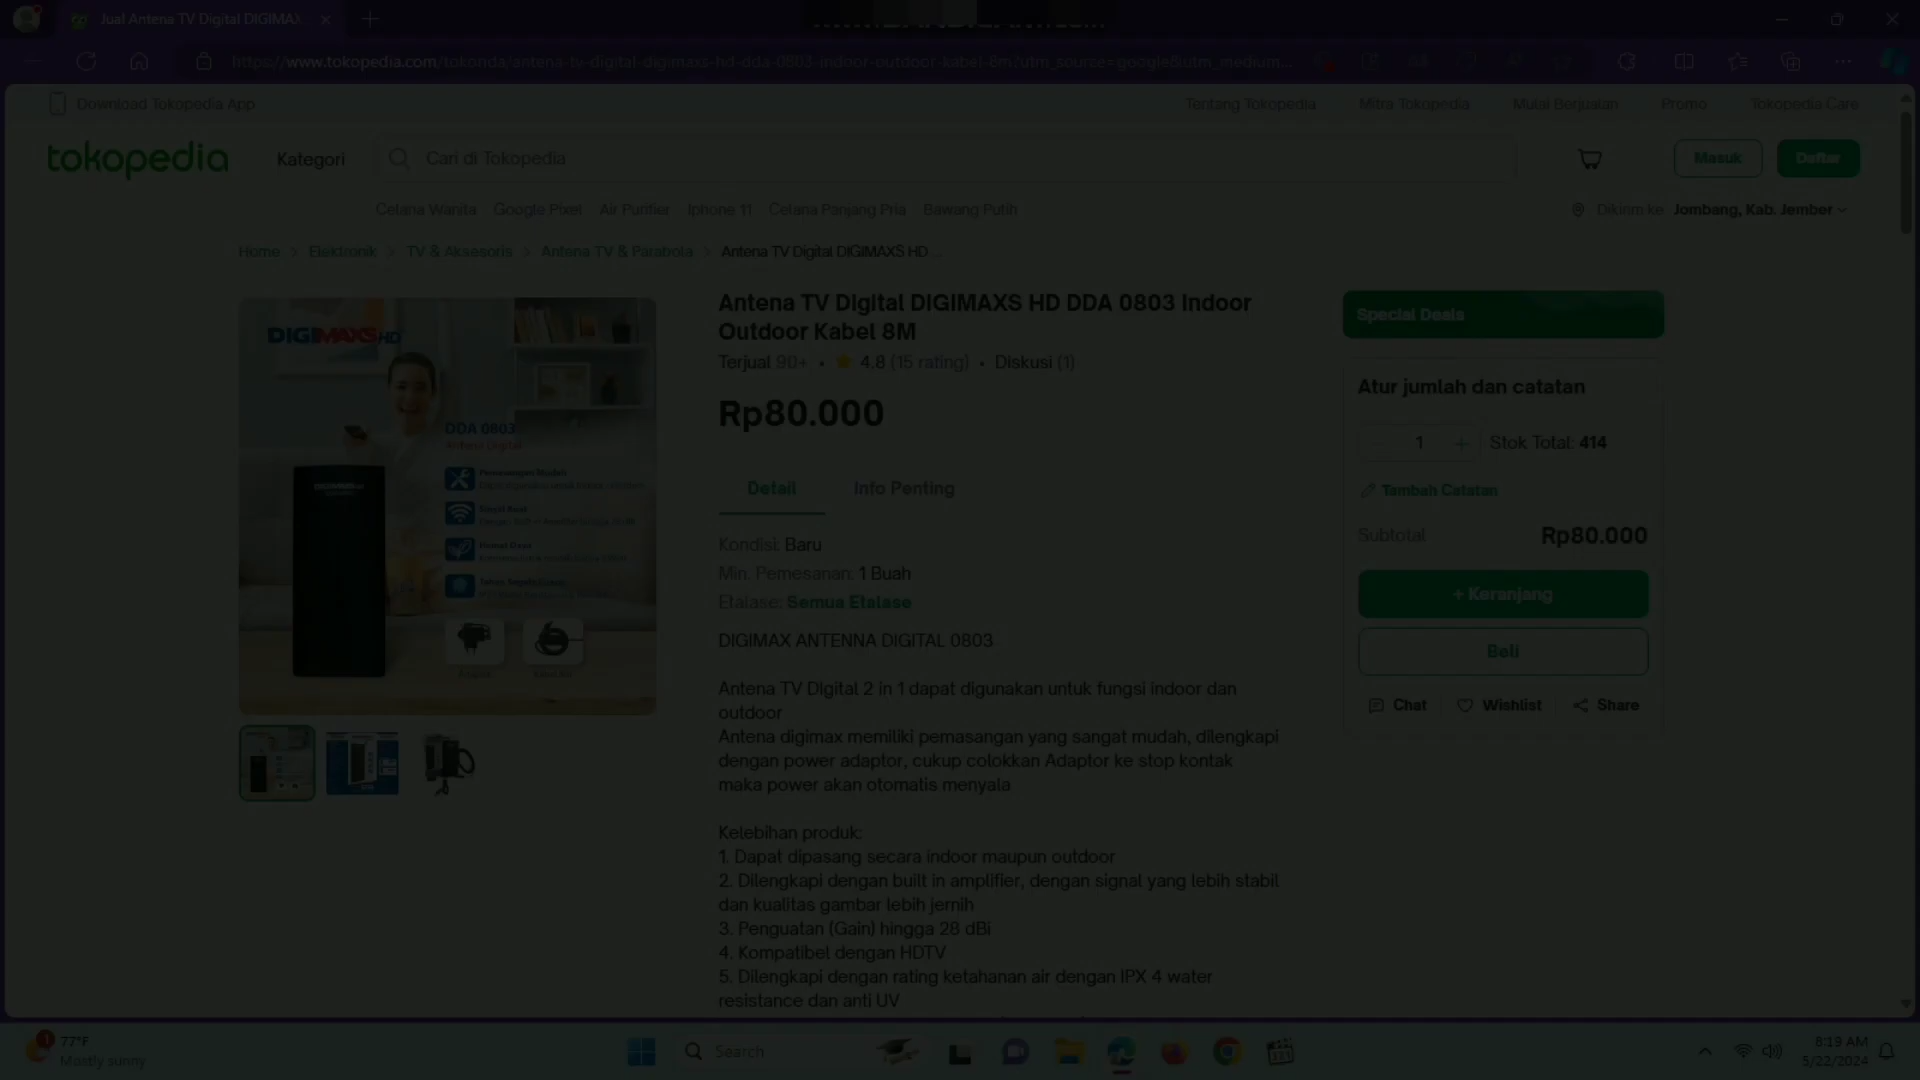 Jual Antena TV Digital DIGIMAX
https://www.tokopedia.com/tokonda/antena-tv-digital-digimaxs-hd-dda-0803-indoor-outdoor-kabel-8m?utm_source=google&utm_medium...
Download Tokopedia App
Tentang Tokopedia
Mitra Tokopedia
Mulai Berjualan
Promo
Tokopedia Care
tokopedia
Kategori
Cari di Tokopedia
Masuk
Daftar
Celana Wanita
Google Pixel
Air Purifier
Iphone 11
Celana Panjang Pria
Bawang Putih
Dikirim ke Jombang, Kab. Jember
Home > Elektronik > TV & Aksesoris > Antena TV & Parabola > Antena TV Digital DIGIMAXS HD ...
DIGIMAXS HD
DDA 0803
Antena Digital
Antena TV Digital DIGIMAXS HD DDA 0803 Indoor
Outdoor Kabel 8M
Terjual 90+ • 4.8 (15 rating) • Diskusi (1)
Rp80.000
Detail
Info Penting
Kondisi: Baru
Min. Pemesanan: 1 Buah
Etalase: Semua Etalase
DIGIMAX ANTENNA DIGITAL 0803
Antena TV Digital 2 in 1 dapat digunakan untuk fungsi indoor dan
outdoor
Antena digimax memiliki pemasangan yang sangat mudah, dilengkapi
dengan power adaptor, cukup colokkan Adaptor ke stop kontak
maka power akan otomatis menyala
Kelebihan produk:
1. Dapat dipasang secara indoor maupun outdoor
2. Dilengkapi dengan built in amplifier, dengan signal yang lebih stabil
dan kualitas gambar lebih jernih
3. Penguatan (Gain) hingga 28 dBi
4. Kompatibel dengan HDTV
5. Dilengkapi dengan rating ketahanan air dengan IPX 4 water
resistance dan anti UV
Special Deals
Atur jumlah dan catatan
1
Stok Total: 414
Tambah Catatan
Subtotal
Rp80.000
+ Keranjang
Beli
Chat
Wishlist
Share
1
77°F
Mostly sunny
Search
8:19 AM
5/22/2024